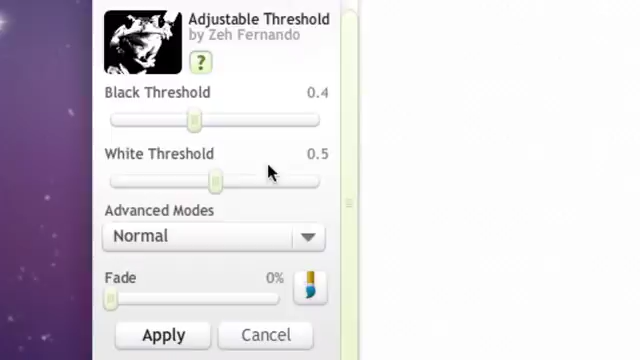 Adjustable Threshold
by Zeh Fernando
?
Black Threshold 0.4
White Threshold 0.5
Advanced Modes
Normal
Fade 0%
Apply Cancel